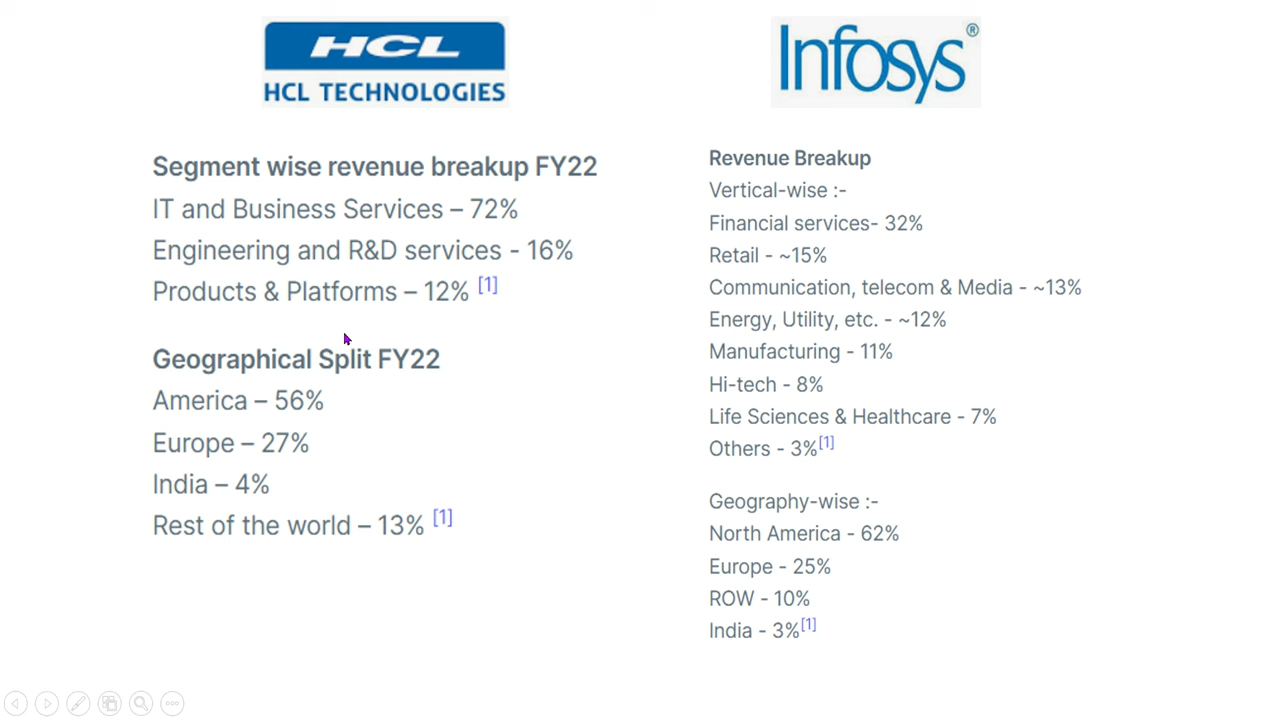 HCL
HCL TECHNOLOGIES
Segment wise revenue breakup FY22
IT and Business Services – 72%
Engineering and R&D services - 16%
Products & Platforms – 12% [1]
Geographical Split FY22
America – 56%
Europe – 27%
India – 4%
Rest of the world – 13% [1]
Infosys®
Revenue Breakup
Vertical-wise :-
Financial services- 32%
Retail - ~15%
Communication, telecom & Media - ~13%
Energy, Utility, etc. - ~12%
Manufacturing - 11%
Hi-tech - 8%
Life Sciences & Healthcare - 7%
Others - 3%[1]
Geography-wise :-
North America - 62%
Europe - 25%
ROW - 10%
India - 3%[1]